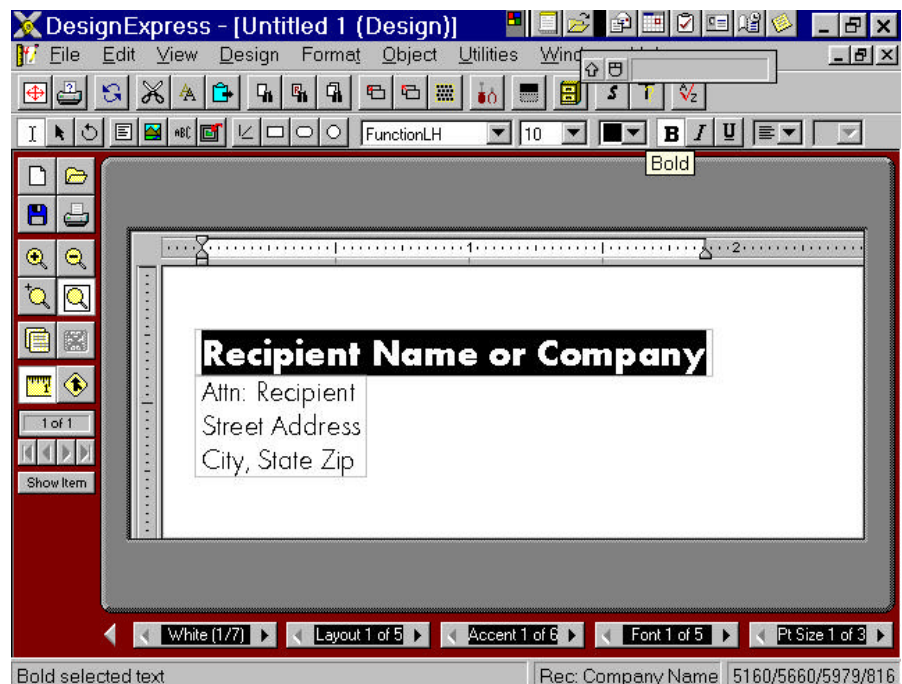 DesignExpress - [Untitled 1 (Design)]
File Edit View Design Format Object Utilities
FunctionLH 10 B I U
Bold
1 2
Recipient Name or Company
Attn: Recipient
Street Address
City, State Zip
1 of 1
Show Item
White (1/7) Layout 1 of 5 Accent 1 of 6 Font 1 of 5 Pt Size 1 of 3
Bold selected text Rec: Company Name 5160/5660/5979/816